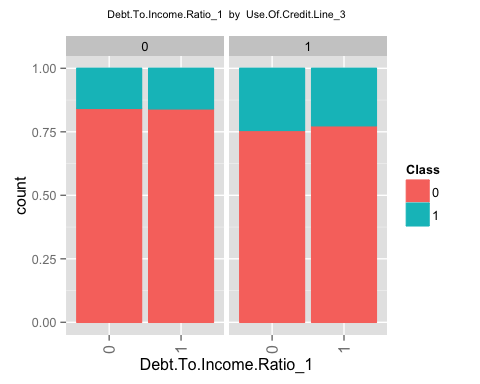 Debt.To.Income.Ratio_1 by Use.Of.Credit.Line_3
0 1
1.00
0.75
0.50
0.25
0.00
count
0 1 0 1
Debt.To.Income.Ratio_1
Class
0
1